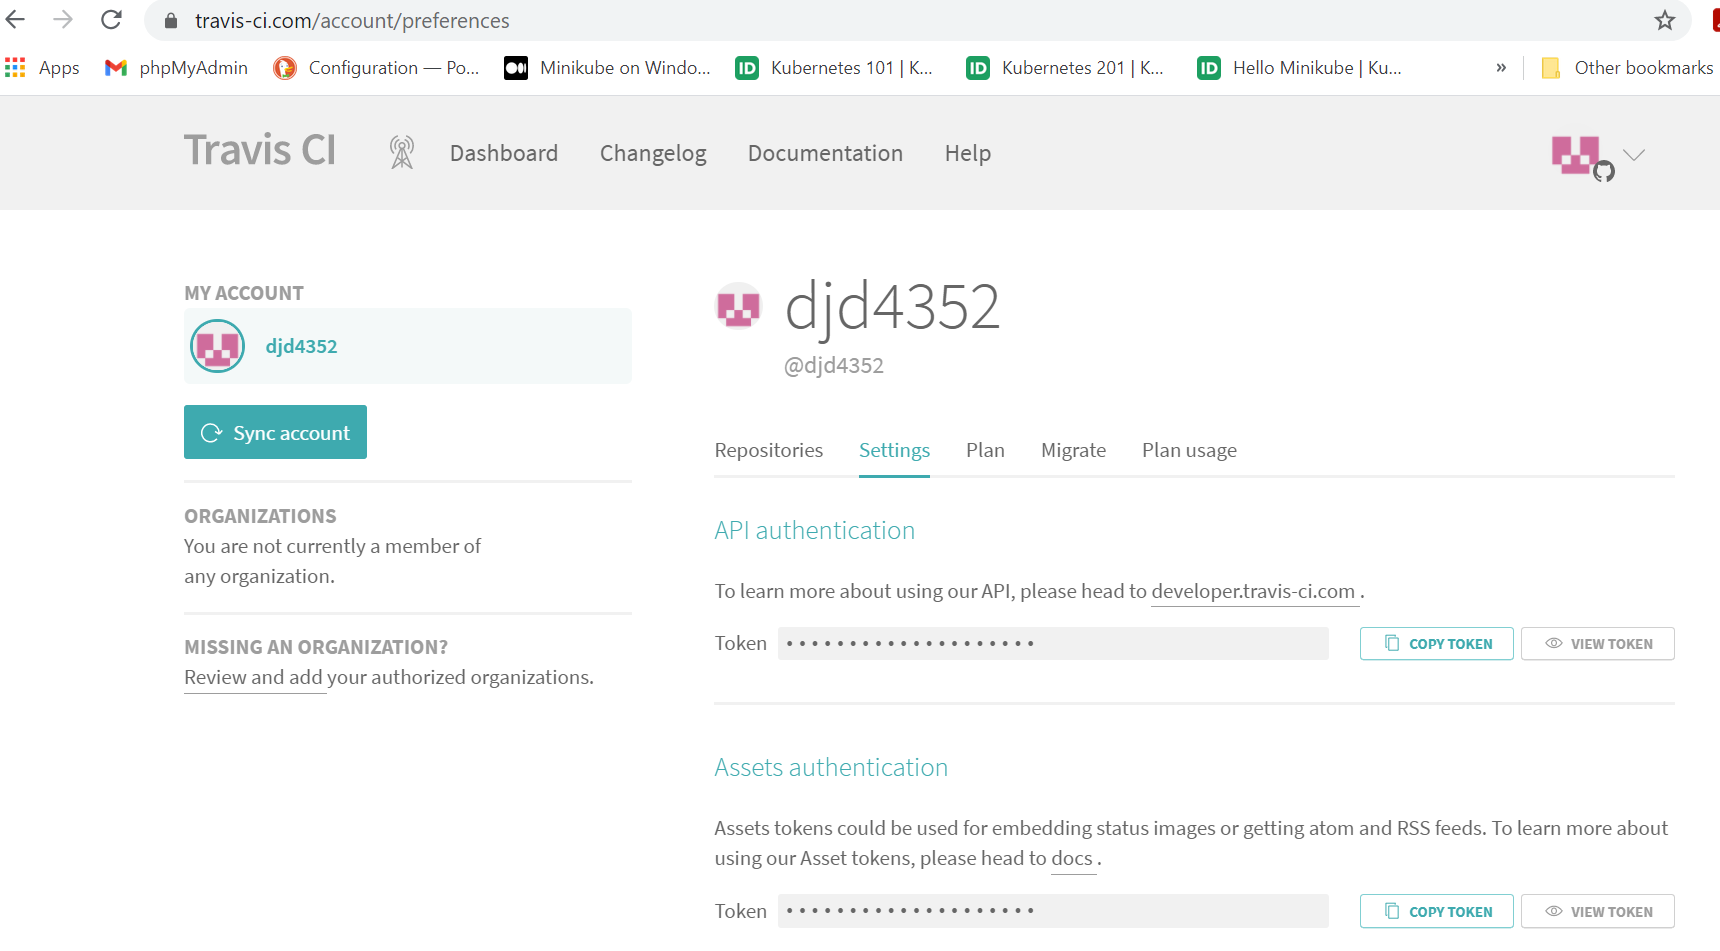 travis-ci.com/account/preferences
Apps phpMyAdmin Configuration — Po... Minikube on Windo... ID Kubernetes 101 | K... ID Kubernetes 201 | K... ID Hello Minikube | Ku... » Other bookmarks
Travis CI Dashboard Changelog Documentation Help
MY ACCOUNT
djd4352
Sync account
ORGANIZATIONS
You are not currently a member of
any organization.
MISSING AN ORGANIZATION?
Review and add your authorized organizations.
djd4352
@djd4352
Repositories Settings Plan Migrate Plan usage
API authentication
To learn more about using our API, please head to developer.travis-ci.com .
Token •••••••••••••••••••• COPY TOKEN VIEW TOKEN
Assets authentication
Assets tokens could be used for embedding status images or getting atom and RSS feeds. To learn more about
using our Asset tokens, please head to docs .
Token •••••••••••••••••••• COPY TOKEN VIEW TOKEN